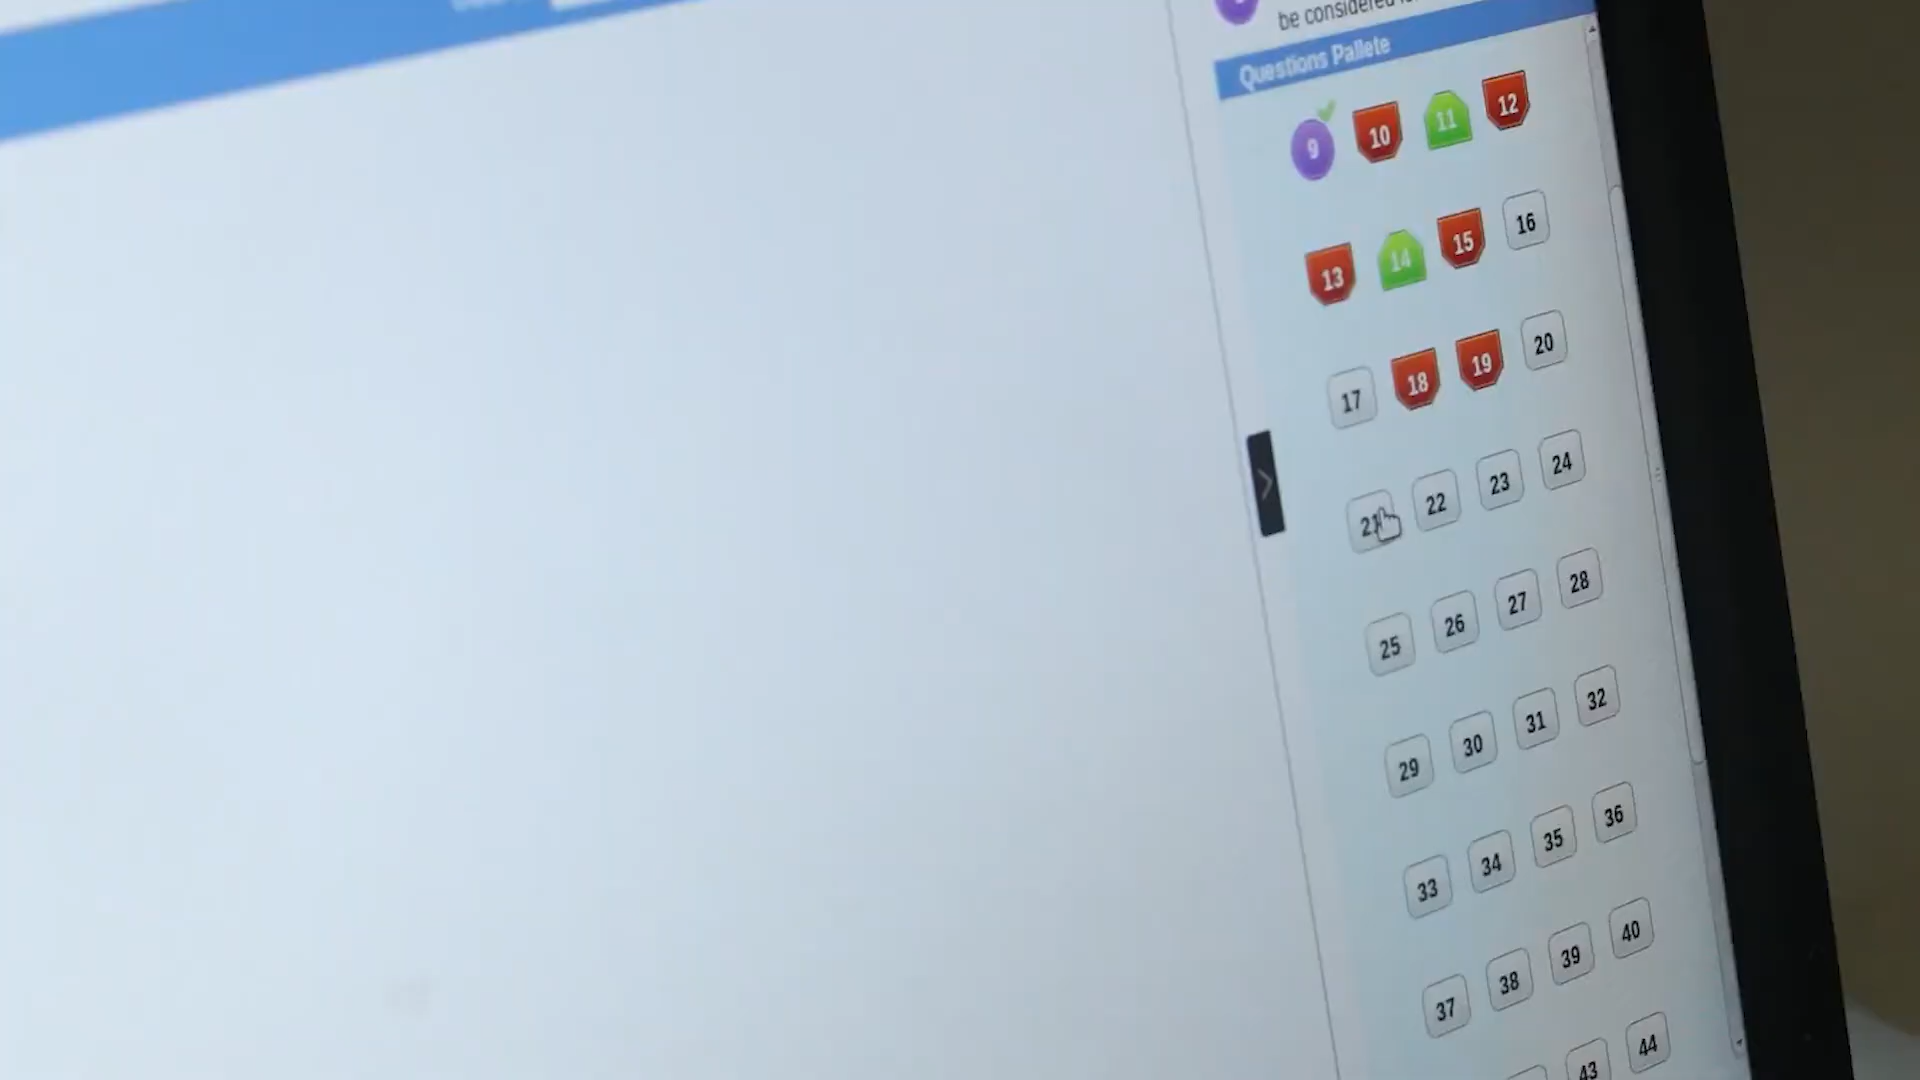 be considered
Questions Pallete
9 10 11 12
13 14 15 16
17 18 19 20
21 22 23 24
25 26 27 28
29 30 31 32
33 34 35 36
37 38 39 40
43 44